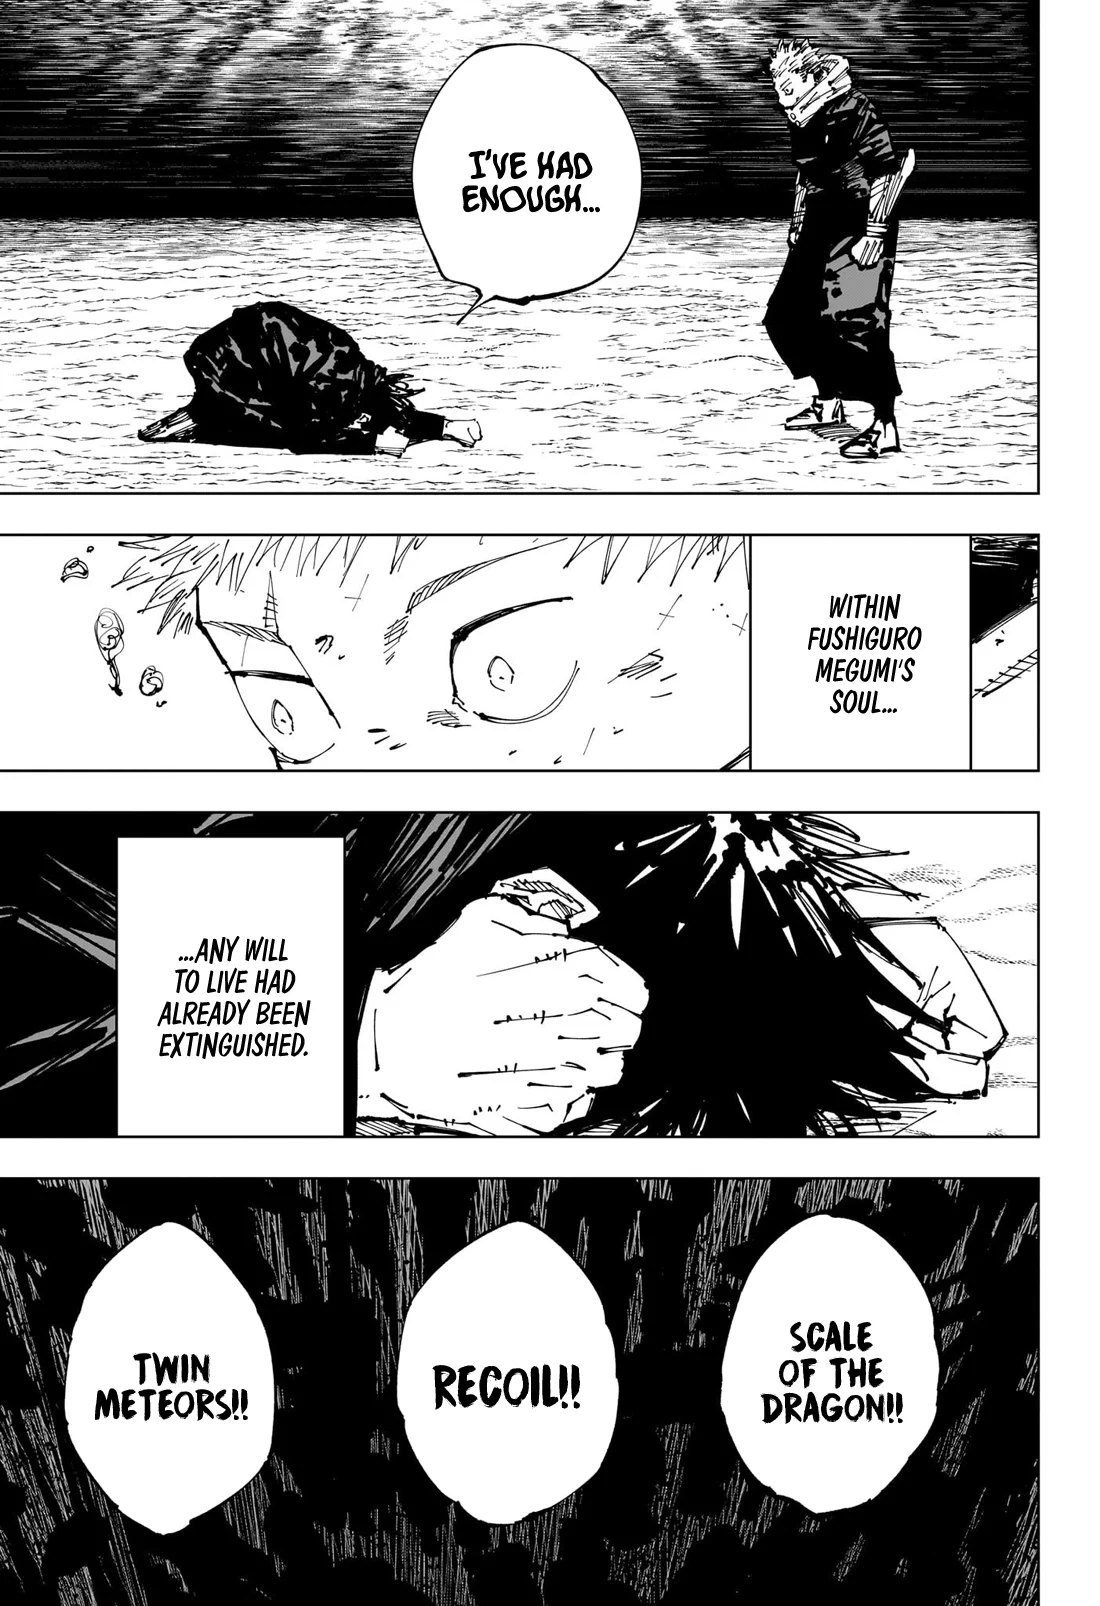 I'VE HAD
ENOUGH...
WITHIN
FUSHIGURO
MEGUMI'S
SOUL...
...ANY WILL
TO LIVE HAD
ALREADY BEEN
EXTINGUISHED.
SCALE
OF THE
DRAGON!!
RECOIL!!
TWIN
METEORS!!